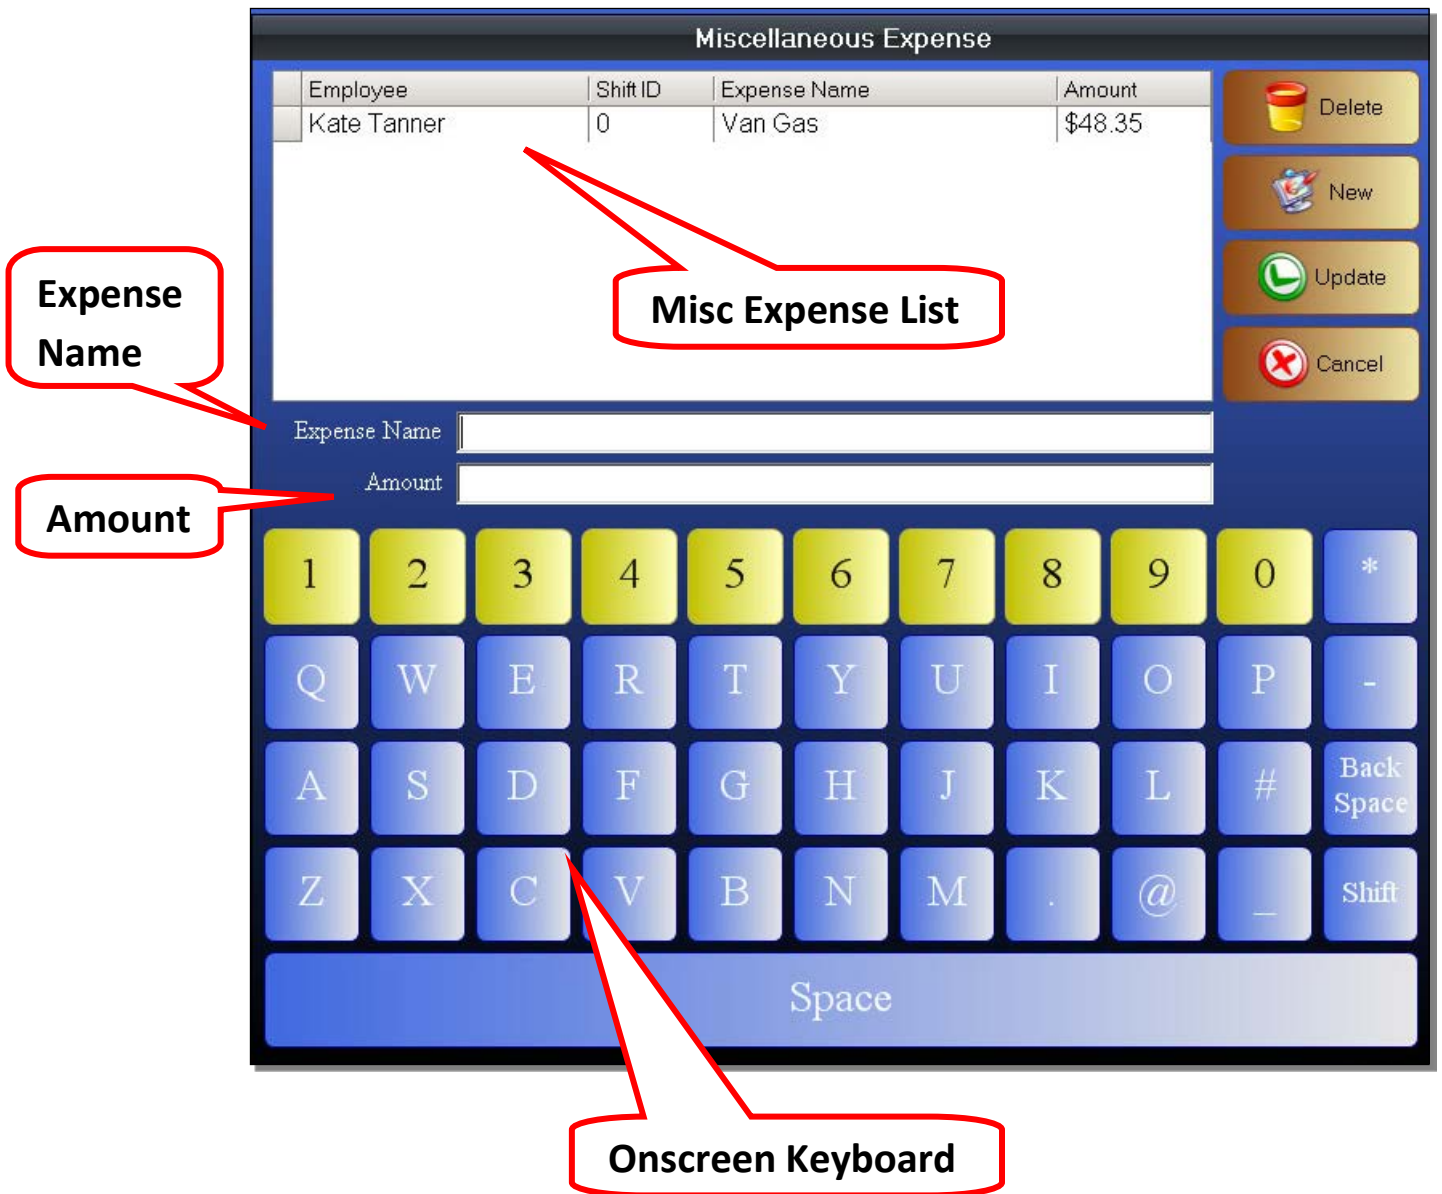 Miscellaneous Expense
Employee Shift ID Expense Name Amount
Kate Tanner 0 Van Gas $48.35
Delete
New
Update
Cancel
Misc Expense List
Expense
Name
Expense Name
Amount
Amount
1 2 3 4 5 6 7 8 9 0 *
Q W E R T Y U I O P -
A S D F G H J K L # Back
Space
Z X C V B N M . @ _ Shift
Space
Onscreen Keyboard